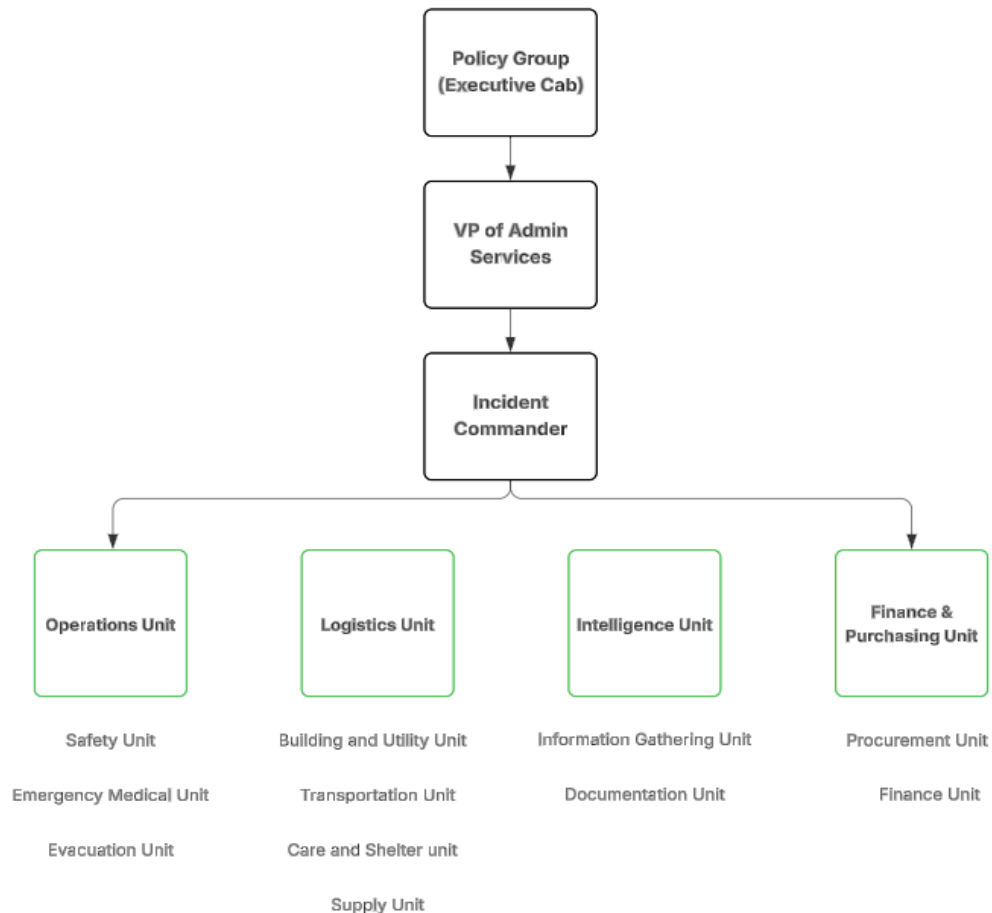 Policy Group
(Executive Cab)
VP of Admin
Services
Incident
Commander
Operations Unit
Logistics Unit
Intelligence Unit
Finance &
Purchasing Unit
Safety Unit
Building and Utility Unit
Information Gathering Unit
Procurement Unit
Emergency Medical Unit
Transportation Unit
Documentation Unit
Finance Unit
Evacuation Unit
Care and Shelter unit
Supply Unit